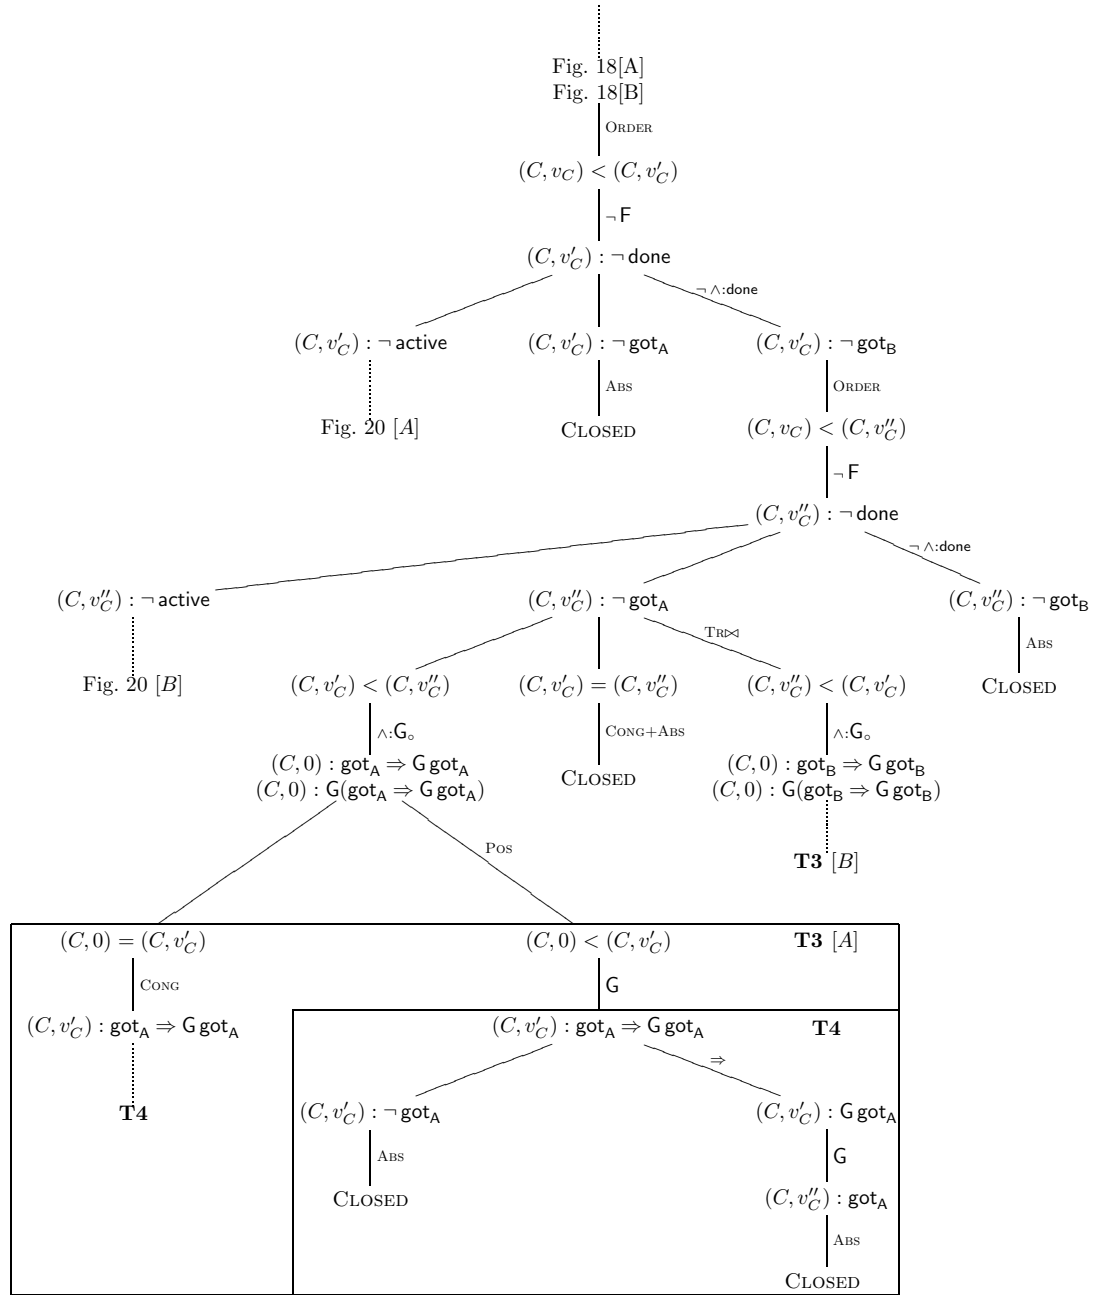 Fig. 18[A]
Fig. 18[B]
ORDER
(C, v_C) < (C, v′_C)
¬ F
(C, v′_C) : ¬ done
¬ ∧:done
(C, v′_C) : ¬ active (C, v′_C) : ¬ got_A (C, v′_C) : ¬ got_B
ABS ORDER
Fig. 20 [A] CLOSED (C, v_C) < (C, v″_C)
¬ F
(C, v″_C) : ¬ done
¬ ∧:done
(C, v″_C) : ¬ active (C, v″_C) : ¬ got_A (C, v″_C) : ¬ got_B
TR⋈ ABS
Fig. 20 [B] (C, v′_C) < (C, v″_C) (C, v′_C) = (C, v″_C) (C, v″_C) < (C, v′_C) CLOSED
∧:G∘ CONG+ABS ∧:G∘
(C, 0) : got_A ⇒ G got_A CLOSED (C, 0) : got_B ⇒ G got_B
(C, 0) : G(got_A ⇒ G got_A) (C, 0) : G(got_B ⇒ G got_B)
POS
T3 [B]
(C, 0) = (C, v′_C) (C, 0) < (C, v′_C) T3 [A]
CONG G
(C, v′_C) : got_A ⇒ G got_A (C, v′_C) : got_A ⇒ G got_A T4
⇒
T4 (C, v′_C) : ¬ got_A (C, v′_C) : G got_A
ABS G
CLOSED (C, v″_C) : got_A
ABS
CLOSED